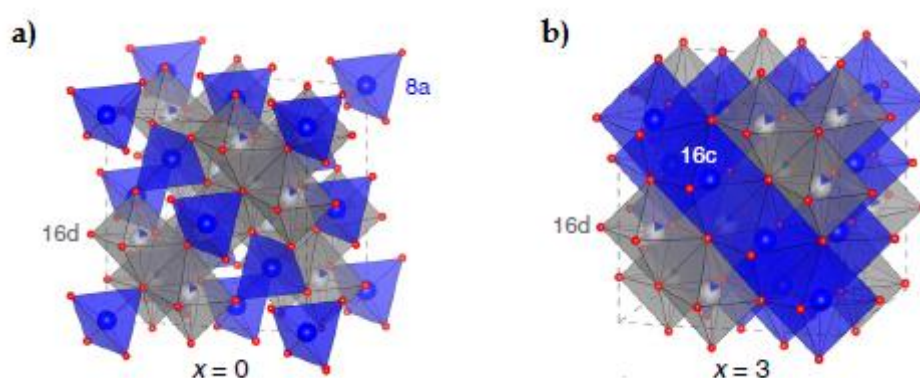 a)
8a
16d
x = 0
b)
16c
16d
x = 3